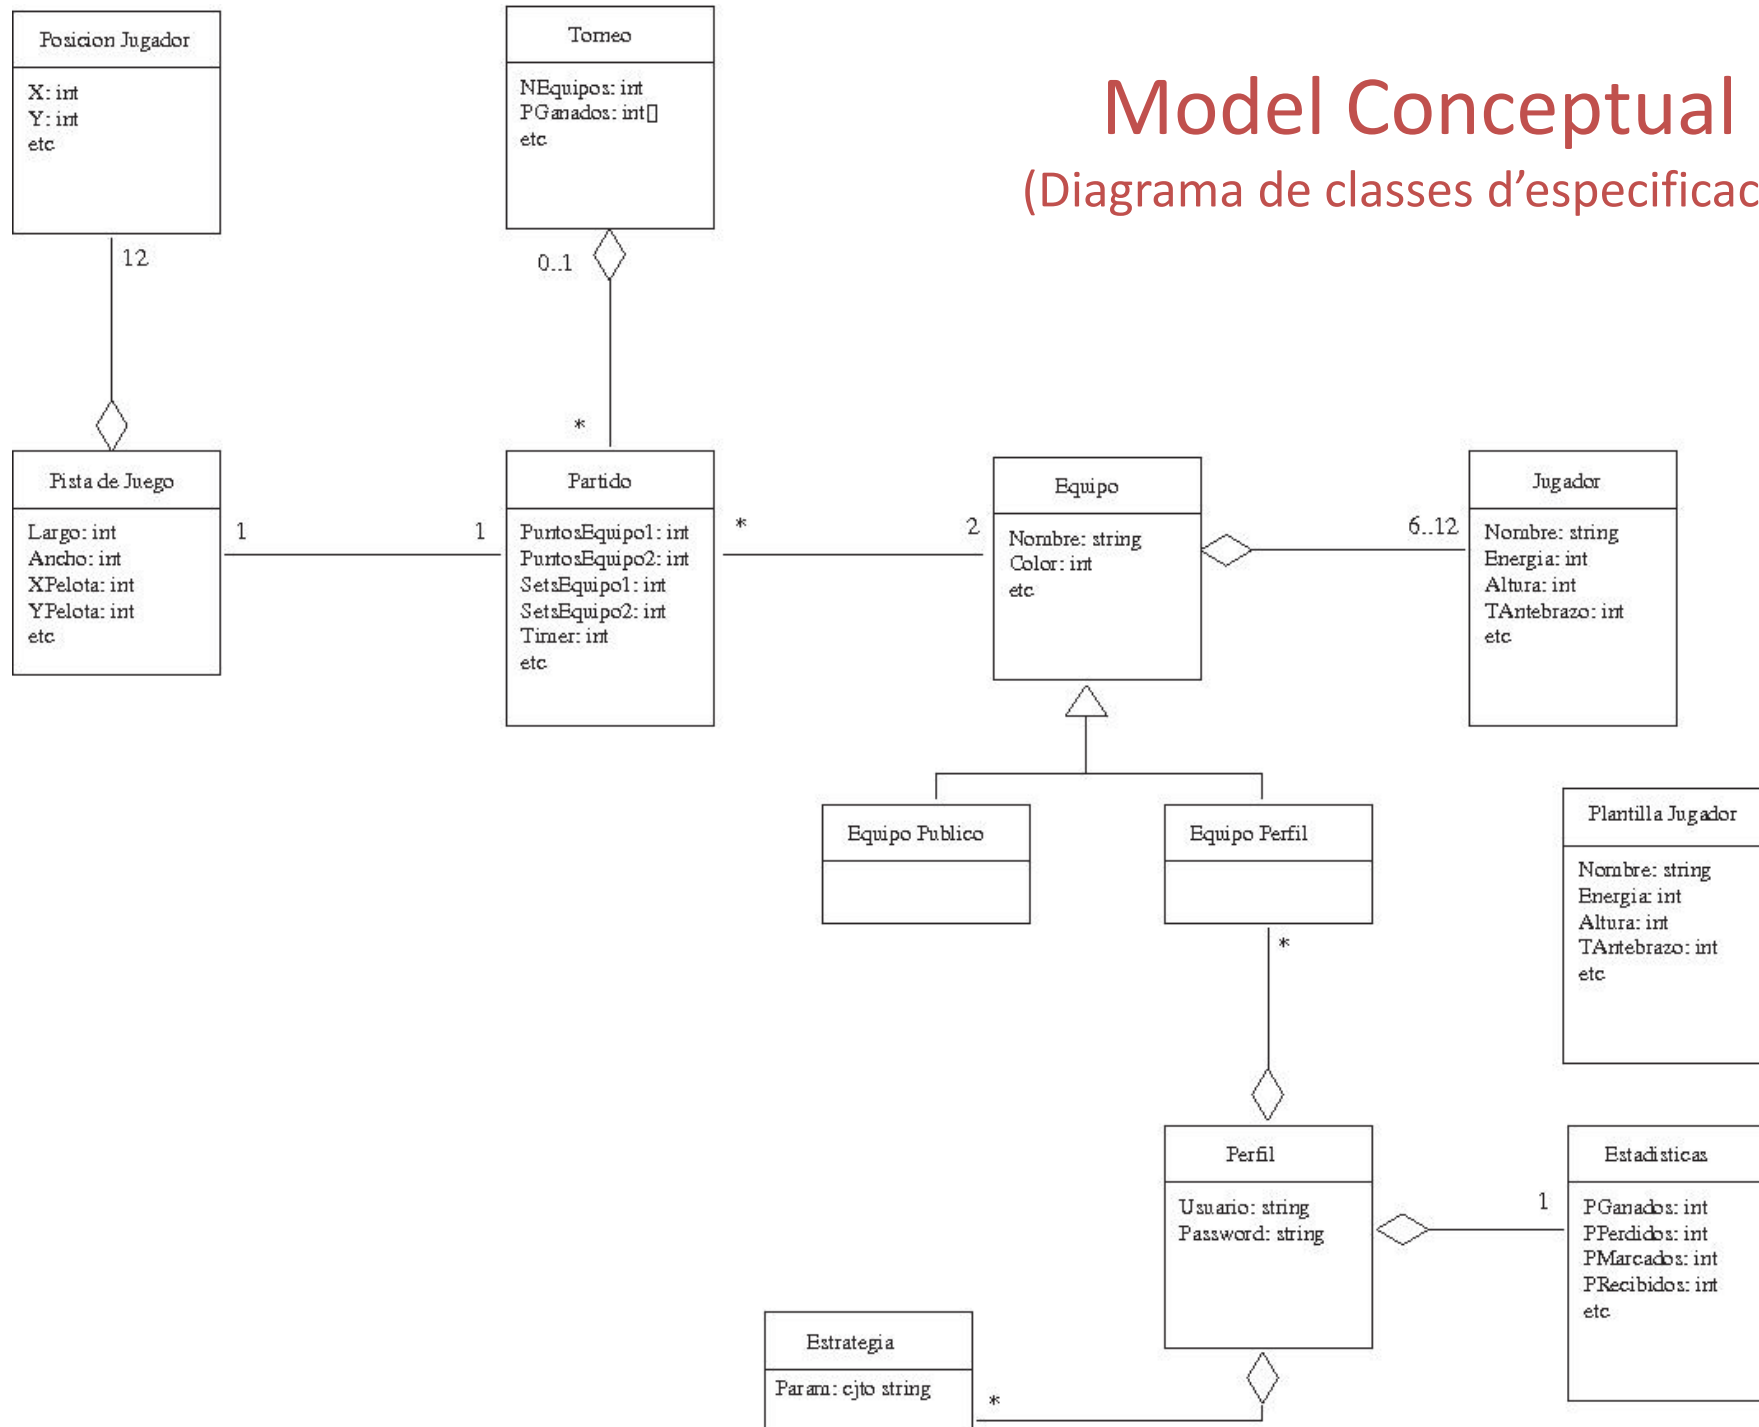 Model Conceptual
(Diagrama de classes d'especificac
Posicion Jugador
X: int
Y: int
etc
12
Torneo
NEquipos: int
PGanados: int[]
etc
0..1
*
Pista de Juego
Largo: int
Ancho: int
XPelota: int
YPelota: int
etc
1
1
Partido
PuntosEquipo1: int
PuntosEquipo2: int
SetsEquipo1: int
SetsEquipo2: int
Timer: int
etc
*
2
Equipo
Nombre: string
Color: int
etc
6..12
Jugador
Nombre: string
Energia: int
Altura: int
TAntebrazo: int
etc
Equipo Publico
Equipo Perfil
*
Plantilla Jugador
Nombre: string
Energia: int
Altura: int
TAntebrazo: int
etc
Perfil
Usuario: string
Password: string
1
Estadisticas
PGanados: int
PPerdidos: int
PMarcados: int
PRecibidos: int
etc
Estrategia
Param: cjto string
*